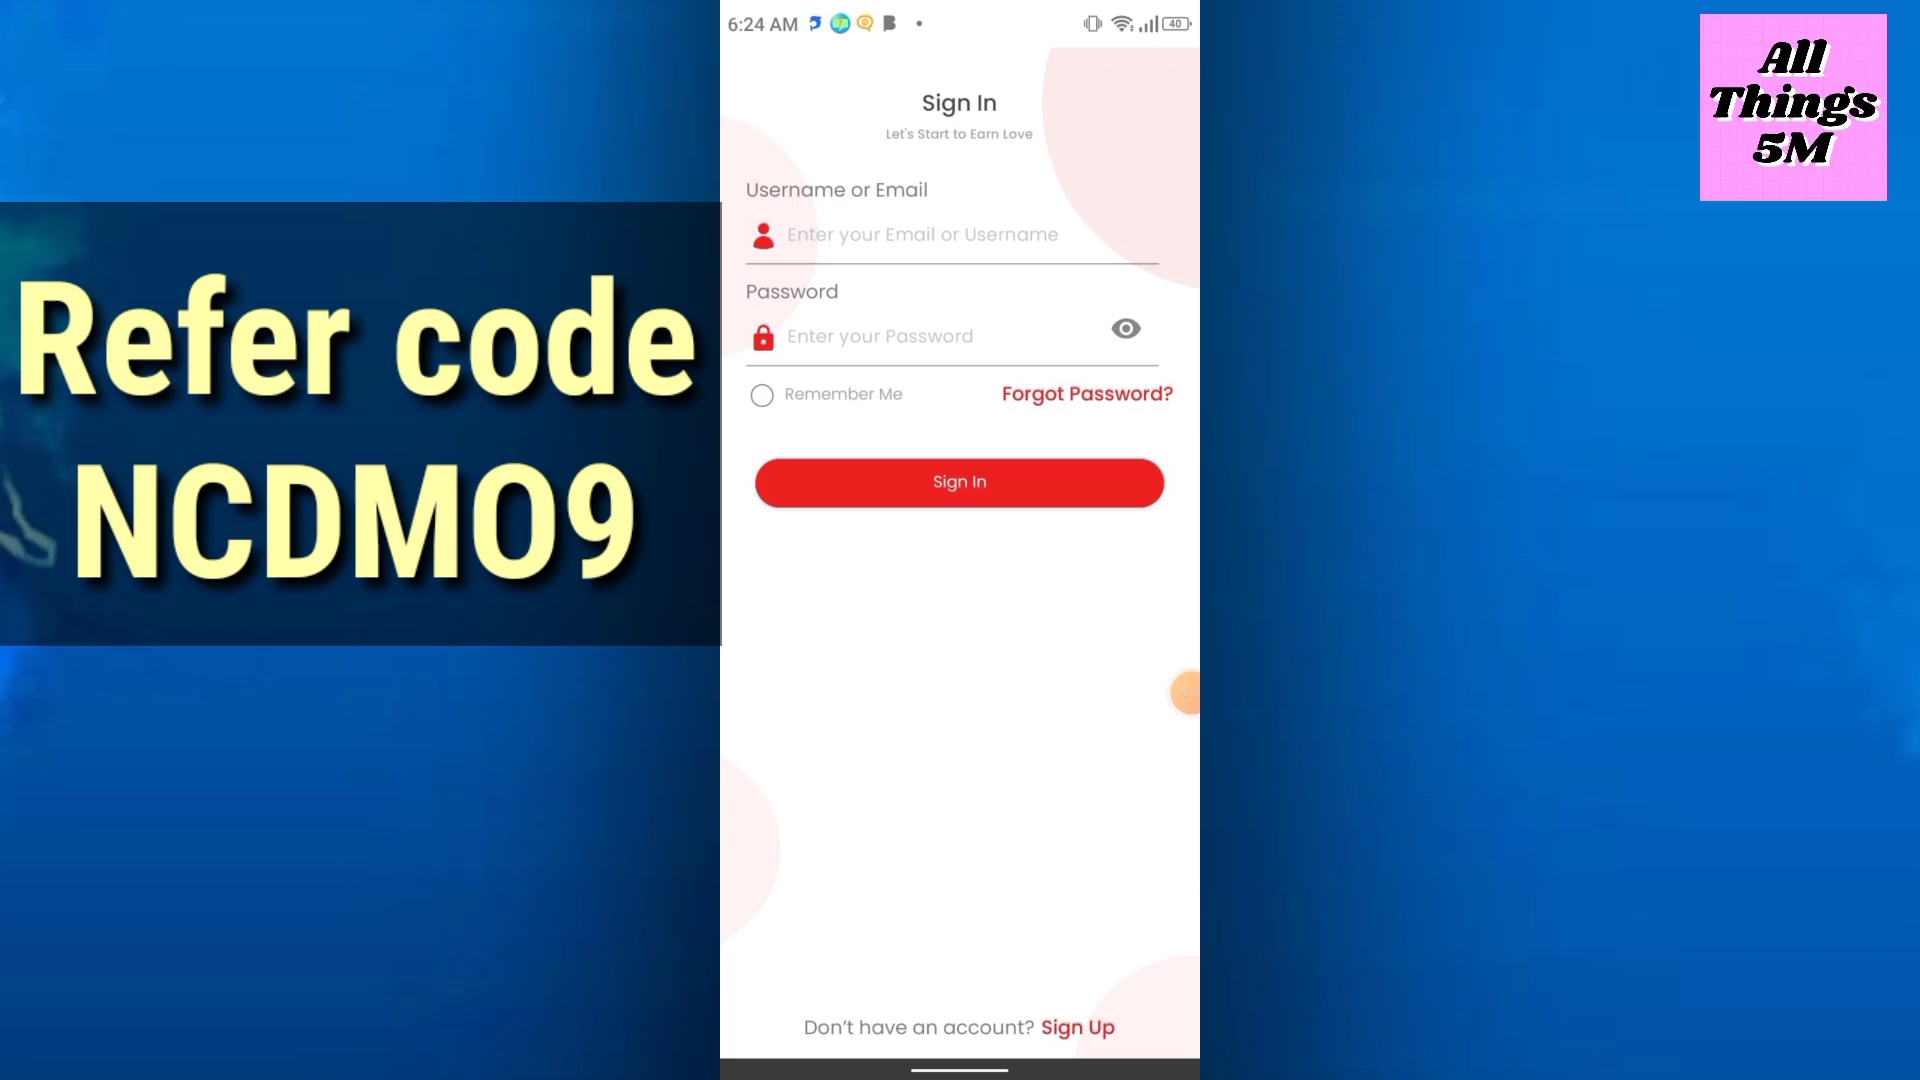 6:24 AM
40
Sign In
Let's Start to Earn Love
Username or Email
Enter your Email or Username
Password
Enter your Password
Remember Me
Forgot Password?
Sign In
Don't have an account? Sign Up
Refer code
NCDMO9
All
Things
5M